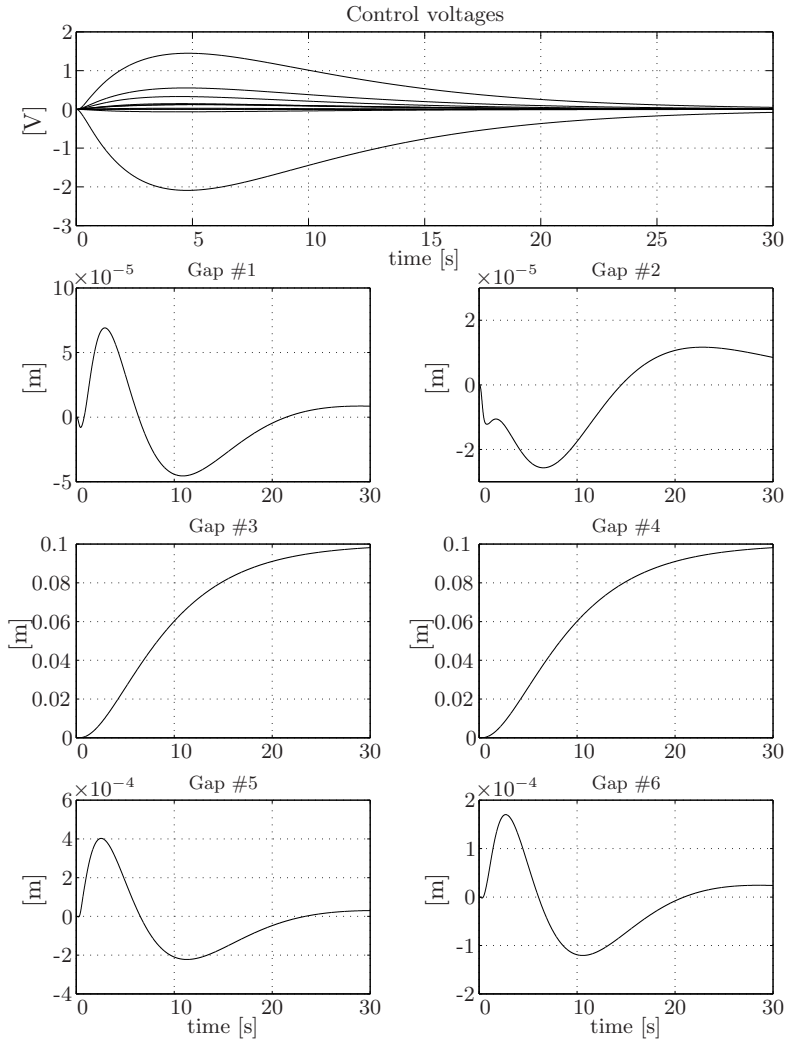 Control voltages
2
1
0
-1
-2
-3
[V]
0 5 10 15 20 25 30
time [s]
Gap #1
×10⁻⁵
10
5
0
-5
[m]
0 10 20 30
Gap #2
×10⁻⁵
2
0
-2
[m]
0 10 20 30
Gap #3
0.1
0.08
0.06
0.04
0.02
0
[m]
0 10 20 30
Gap #4
0.1
0.08
0.06
0.04
0.02
0
[m]
0 10 20 30
Gap #5
×10⁻⁴
6
4
2
0
-2
-4
[m]
0 10 20 30
time [s]
Gap #6
×10⁻⁴
2
1
0
-1
-2
[m]
0 10 20 30
time [s]